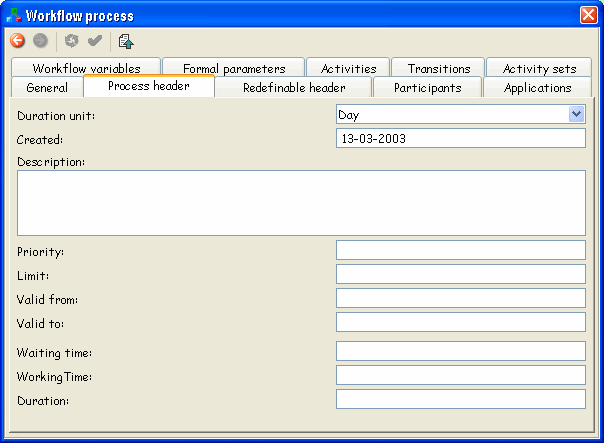 Workflow process
Workflow variables Formal parameters Activities Transitions Activity sets
General Process header Redefinable header Participants Applications
Duration unit: Day
Created: 13-03-2003
Description:
Priority:
Limit:
Valid from:
Valid to:
Waiting time:
WorkingTime:
Duration: